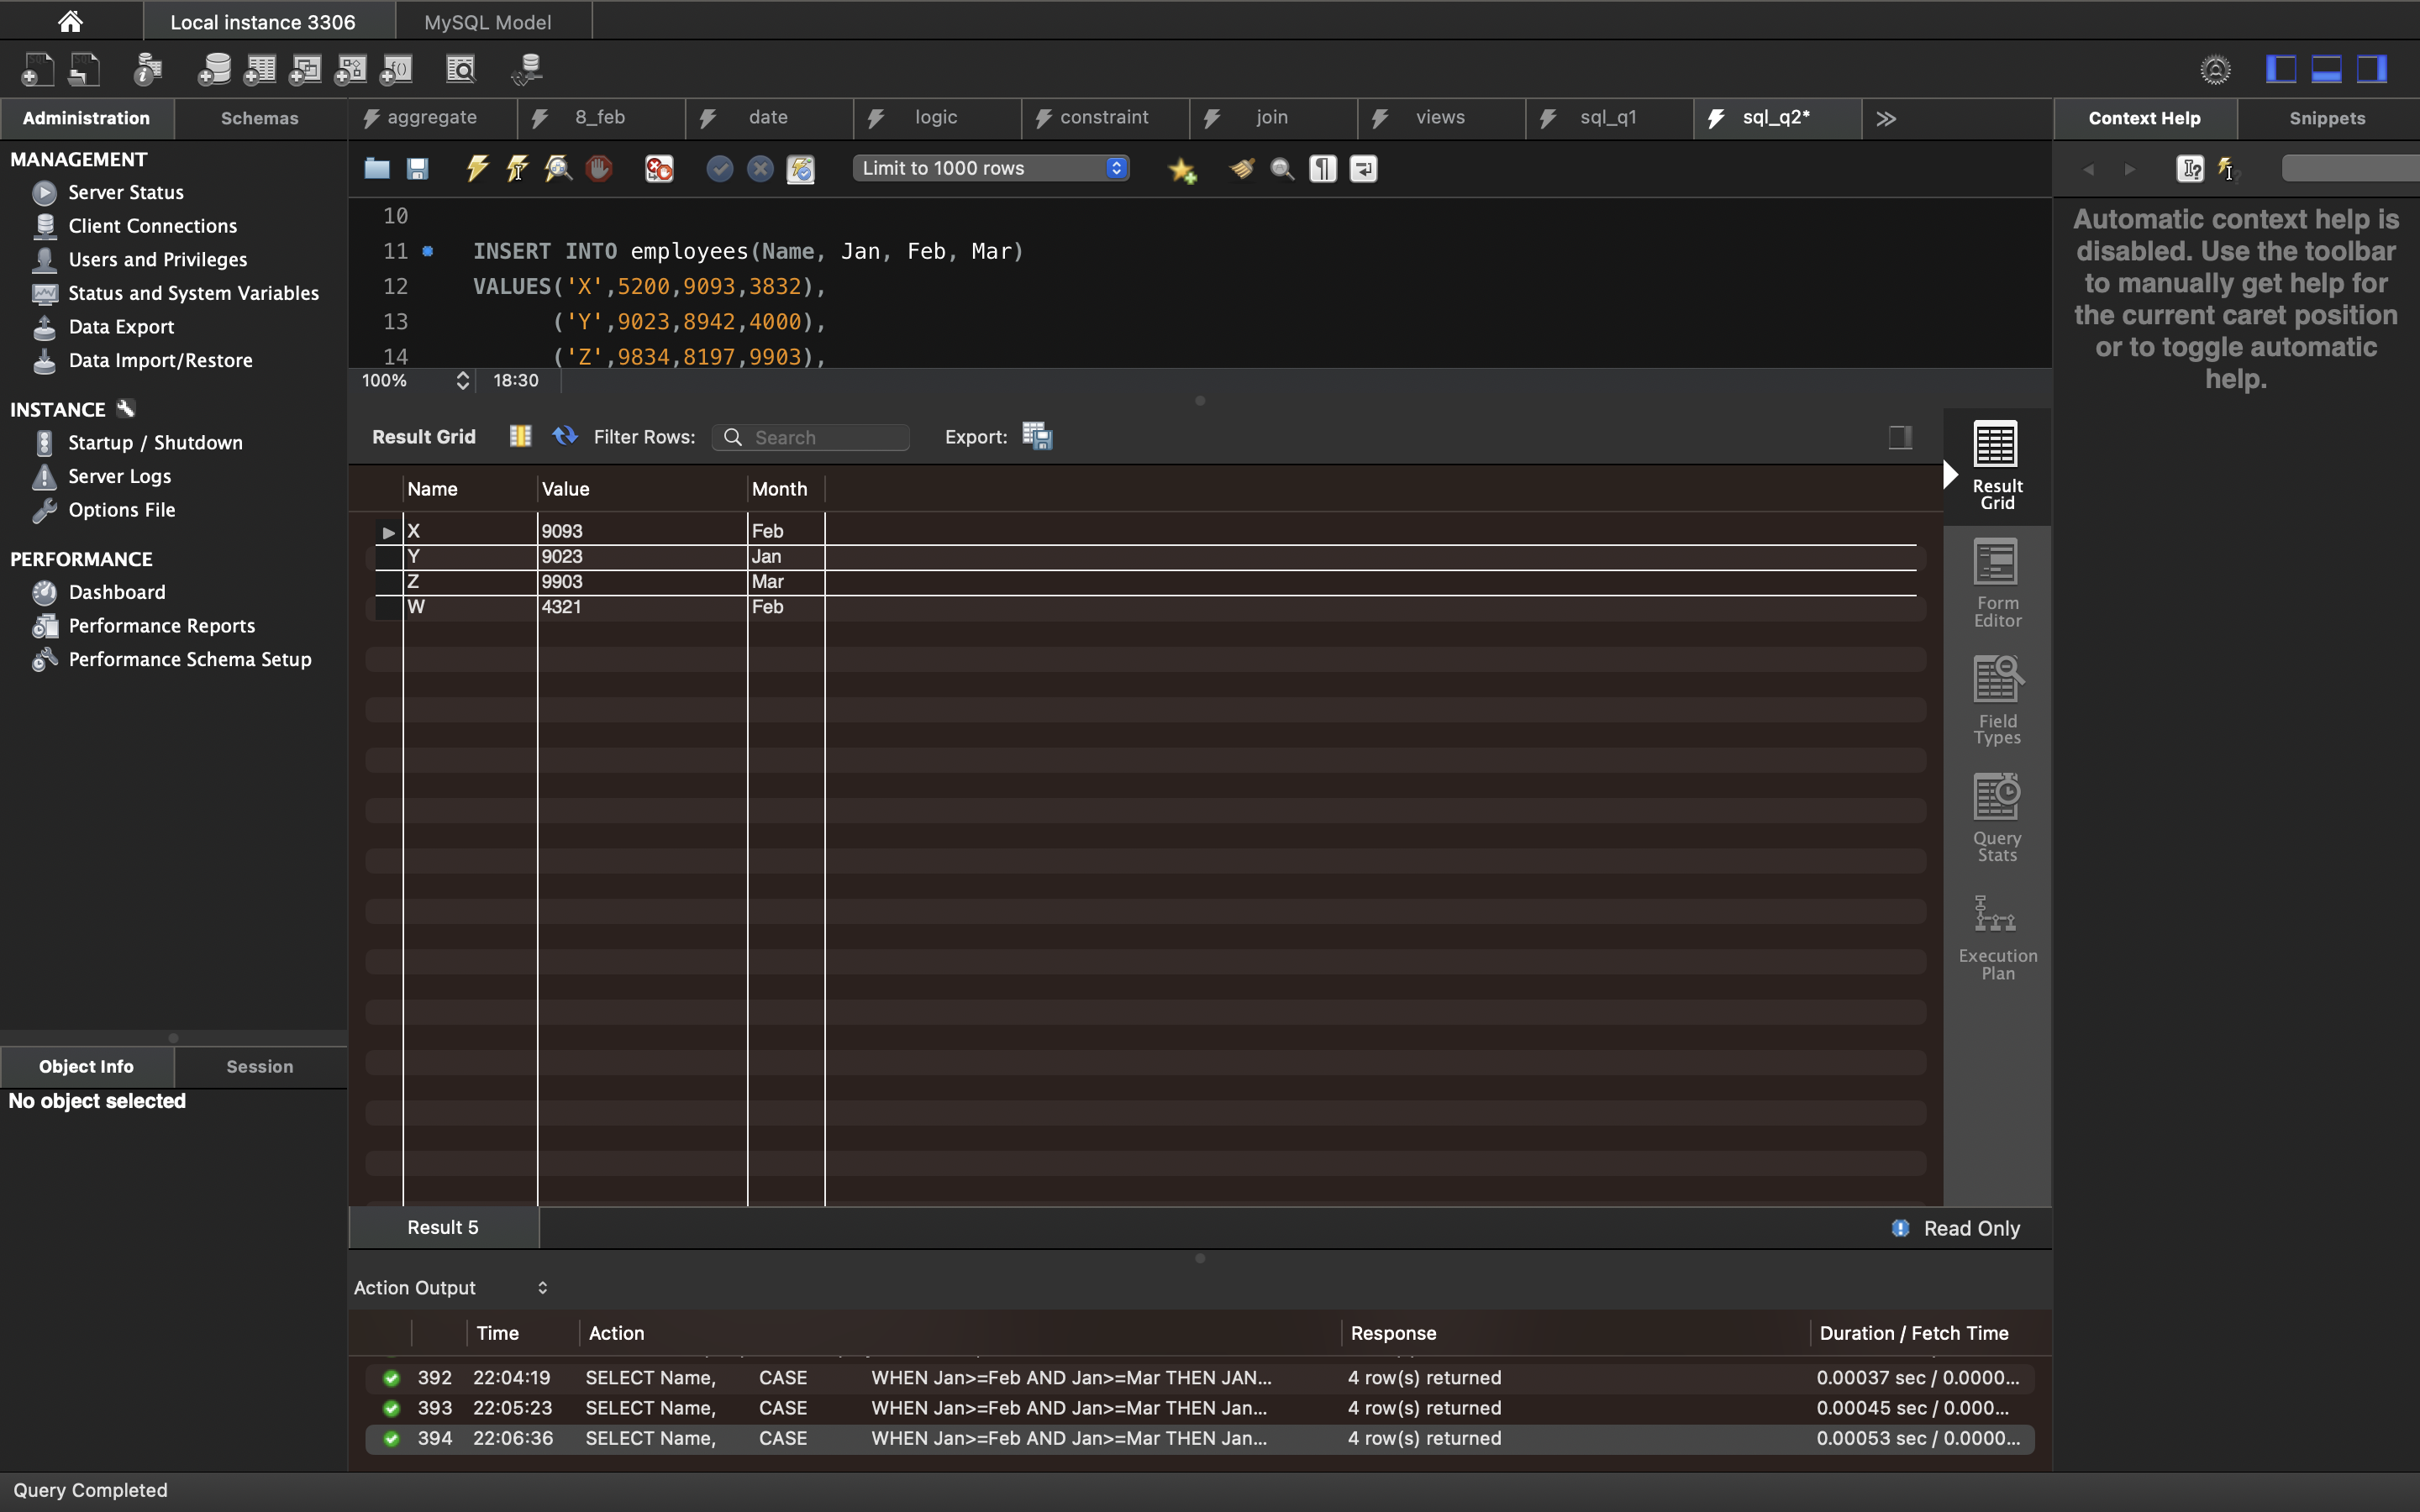 Local instance 3306
MySQL Model
Administration
Schemas
aggregate
8_feb
date
logic
constraint
join
views
sql_q1
sql_q2*
Context Help
Snippets
MANAGEMENT
Server Status
Client Connections
Users and Privileges
Status and System Variables
Data Export
Data Import/Restore
INSTANCE
Startup / Shutdown
Server Logs
Options File
PERFORMANCE
Dashboard
Performance Reports
Performance Schema Setup
Object Info
Session
No object selected
Limit to 1000 rows
10
11 INSERT INTO employees(Name, Jan, Feb, Mar)
12 VALUES('X',5200,9093,3832),
13 ('Y',9023,8942,4000),
14 ('Z',9834,8197,9903),
100% 18:30
Result Grid
Filter Rows:
Search
Export:
Name Value Month
X 9093 Feb
Y 9023 Jan
Z 9903 Mar
W 4321 Feb
Result
Grid
Form
Editor
Field
Types
Query
Stats
Execution
Plan
Result 5
Read Only
Action Output
Time Action Response Duration / Fetch Time
392 22:04:19 SELECT Name, CASE WHEN Jan>=Feb AND Jan>=Mar THEN JAN... 4 row(s) returned 0.00037 sec / 0.0000...
393 22:05:23 SELECT Name, CASE WHEN Jan>=Feb AND Jan>=Mar THEN Jan... 4 row(s) returned 0.00045 sec / 0.000...
394 22:06:36 SELECT Name, CASE WHEN Jan>=Feb AND Jan>=Mar THEN Jan... 4 row(s) returned 0.00053 sec / 0.0000...
Automatic context help is
disabled. Use the toolbar
to manually get help for
the current caret position
or to toggle automatic
help.
Query Completed